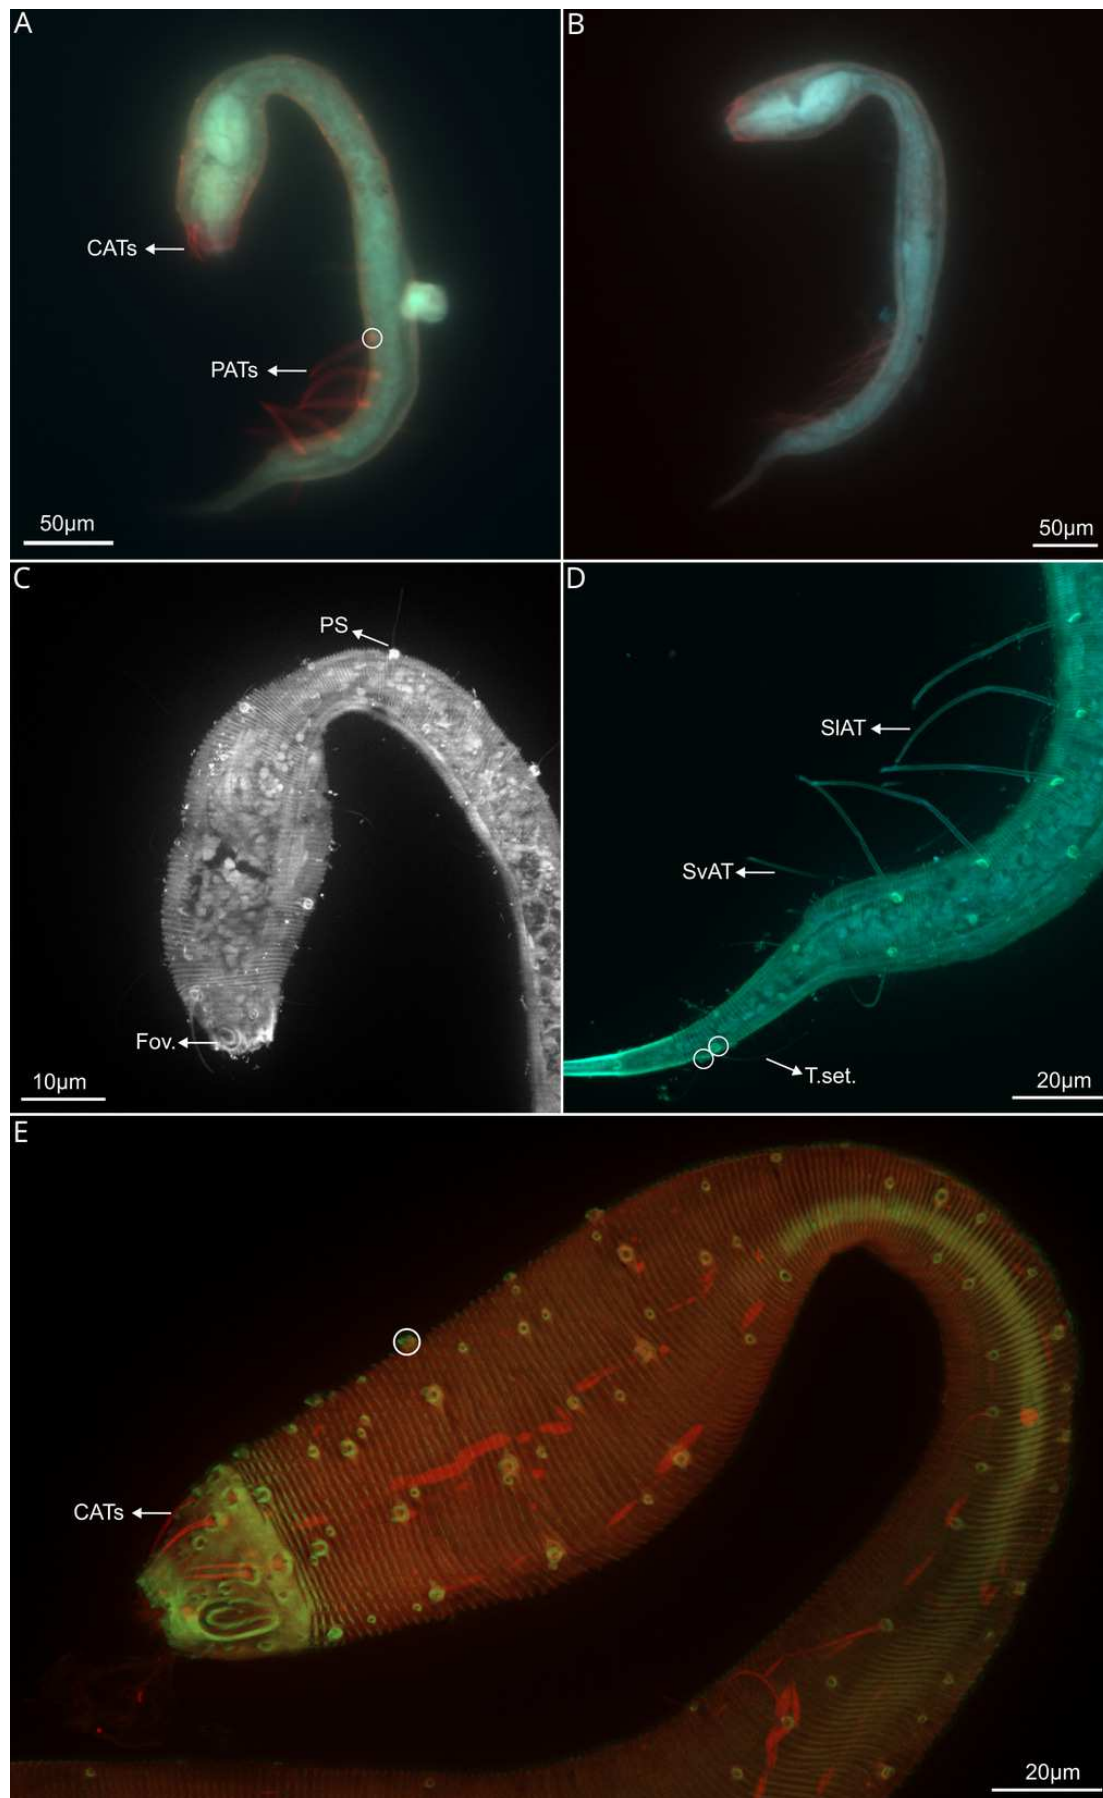 A
B
CATs
PATs
50μm
50μm
C
D
PS
SlAT
SvAT
Fov.
T.set.
10μm
20μm
E
CATs
20μm